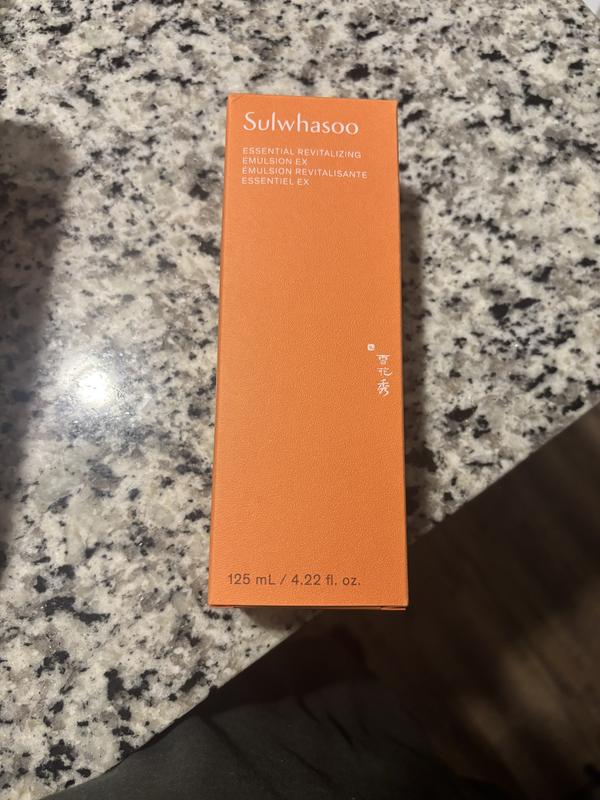 Sulwhasoo
ESSENTIAL REVITALIZING
EMULSION EX
ÉMULSION REVITALISANTE
ESSENTIEL EX
雪花秀
125 mL / 4.22 fl. oz.